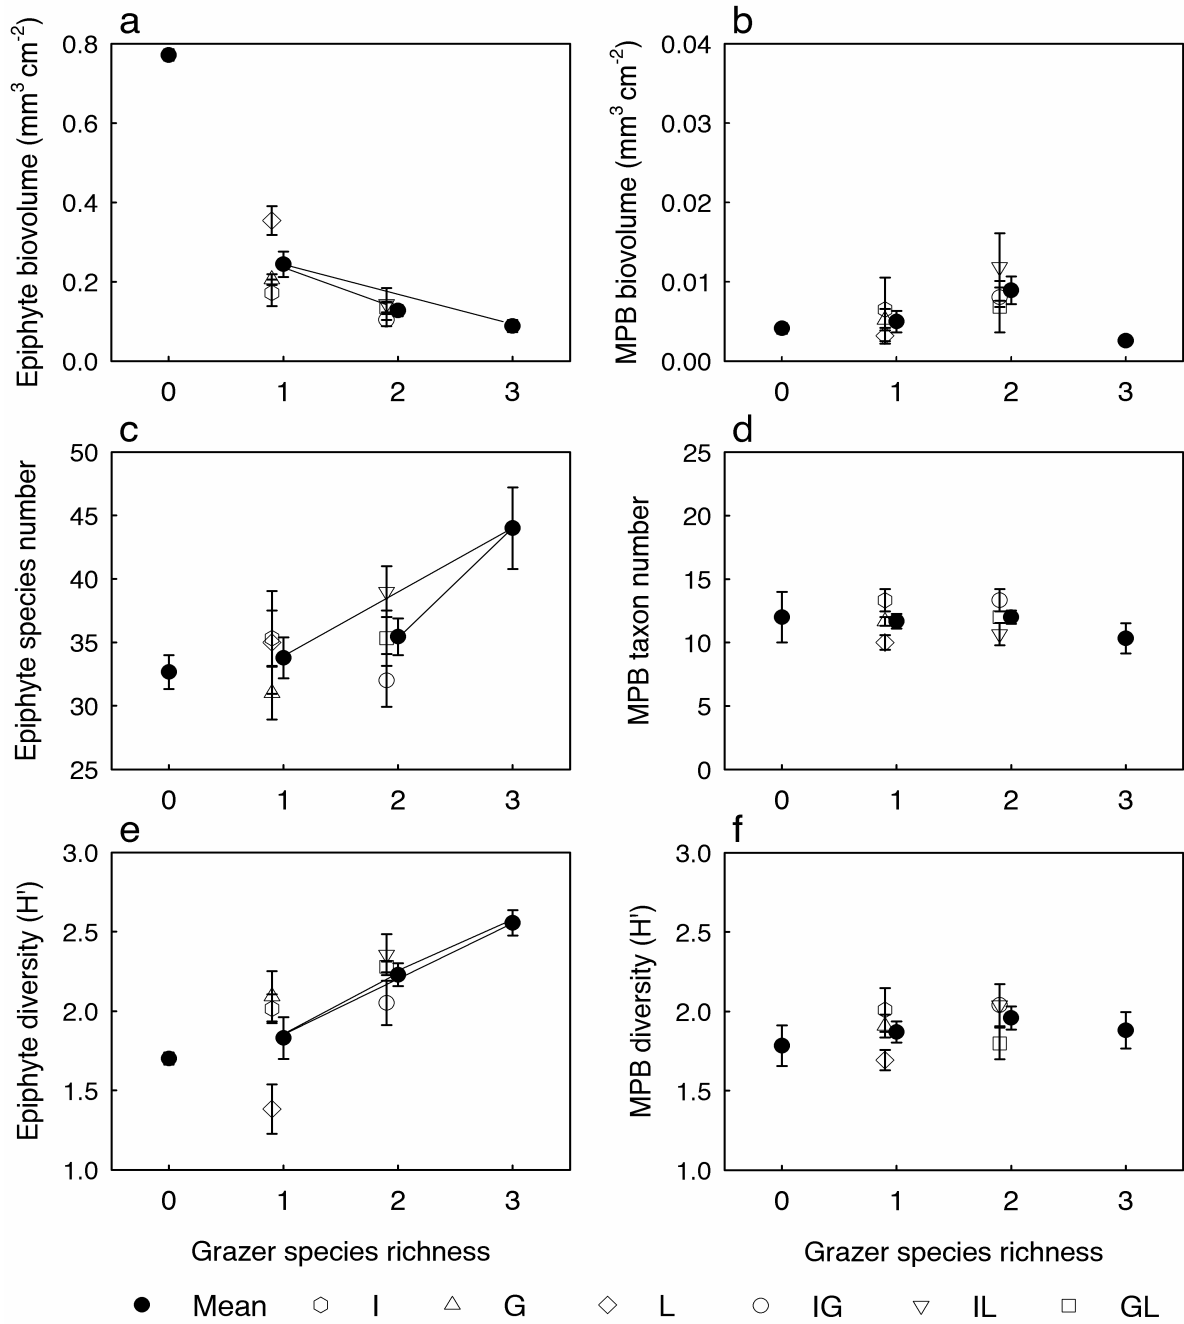 a
Epiphyte biovolume (mm³ cm⁻²)
0.8
0.6
0.4
0.2
0.0
0 1 2 3
b
MPB biovolume (mm³ cm⁻²)
0.04
0.03
0.02
0.01
0.00
0 1 2 3
c
Epiphyte species number
50
45
40
35
30
25
0 1 2 3
d
MPB taxon number
25
20
15
10
5
0
0 1 2 3
e
Epiphyte diversity (H')
3.0
2.5
2.0
1.5
1.0
0 1 2 3
Grazer species richness
f
MPB diversity (H')
3.0
2.5
2.0
1.5
1.0
0 1 2 3
Grazer species richness
Mean I G L IG IL GL